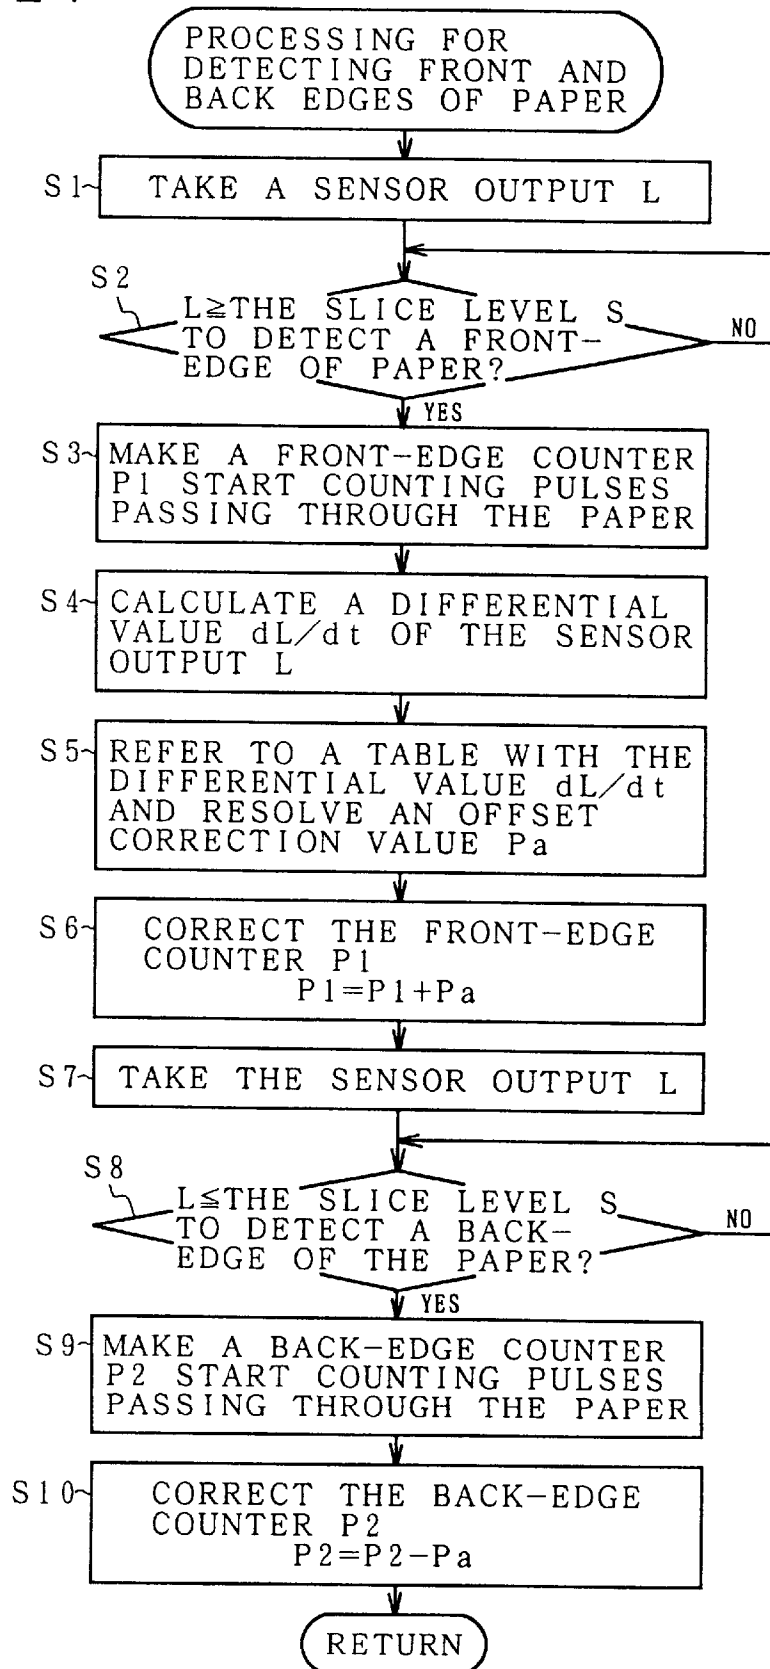 PROCESSING FOR
DETECTING FRONT AND
BACK EDGES OF PAPER
S1
TAKE A SENSOR OUTPUT L
S2
L≧THE SLICE LEVEL S
TO DETECT A FRONT-
EDGE OF PAPER?
NO
YES
S3
MAKE A FRONT-EDGE COUNTER
P1 START COUNTING PULSES
PASSING THROUGH THE PAPER
S4
CALCULATE A DIFFERENTIAL
VALUE dL/dt OF THE SENSOR
OUTPUT L
S5
REFER TO A TABLE WITH THE
DIFFERENTIAL VALUE dL/dt
AND RESOLVE AN OFFSET
CORRECTION VALUE Pa
S6
CORRECT THE FRONT-EDGE
COUNTER P1
P1=P1+Pa
S7
TAKE THE SENSOR OUTPUT L
S8
L≦THE SLICE LEVEL S
TO DETECT A BACK-
EDGE OF THE PAPER?
NO
YES
S9
MAKE A BACK-EDGE COUNTER
P2 START COUNTING PULSES
PASSING THROUGH THE PAPER
S10
CORRECT THE BACK-EDGE
COUNTER P2
P2=P2-Pa
RETURN